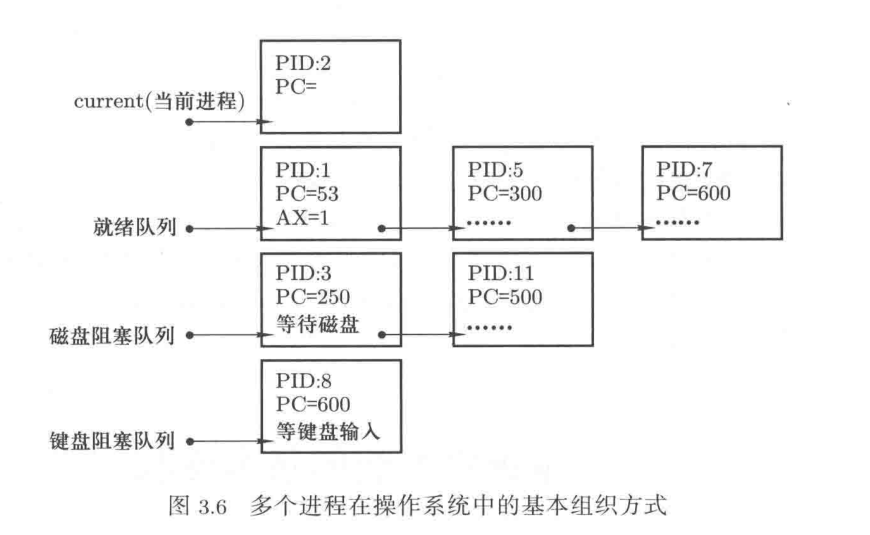 PID:2
PC=
current(当前进程)
PID:1
PC=53
AX=1
PID:5
PC=300
······
PID:7
PC=600
······
就绪队列
PID:3
PC=250
等待磁盘
PID:11
PC=500
······
磁盘阻塞队列
PID:8
PC=600
等键盘输入
键盘阻塞队列
图 3.6 多个进程在操作系统中的基本组织方式